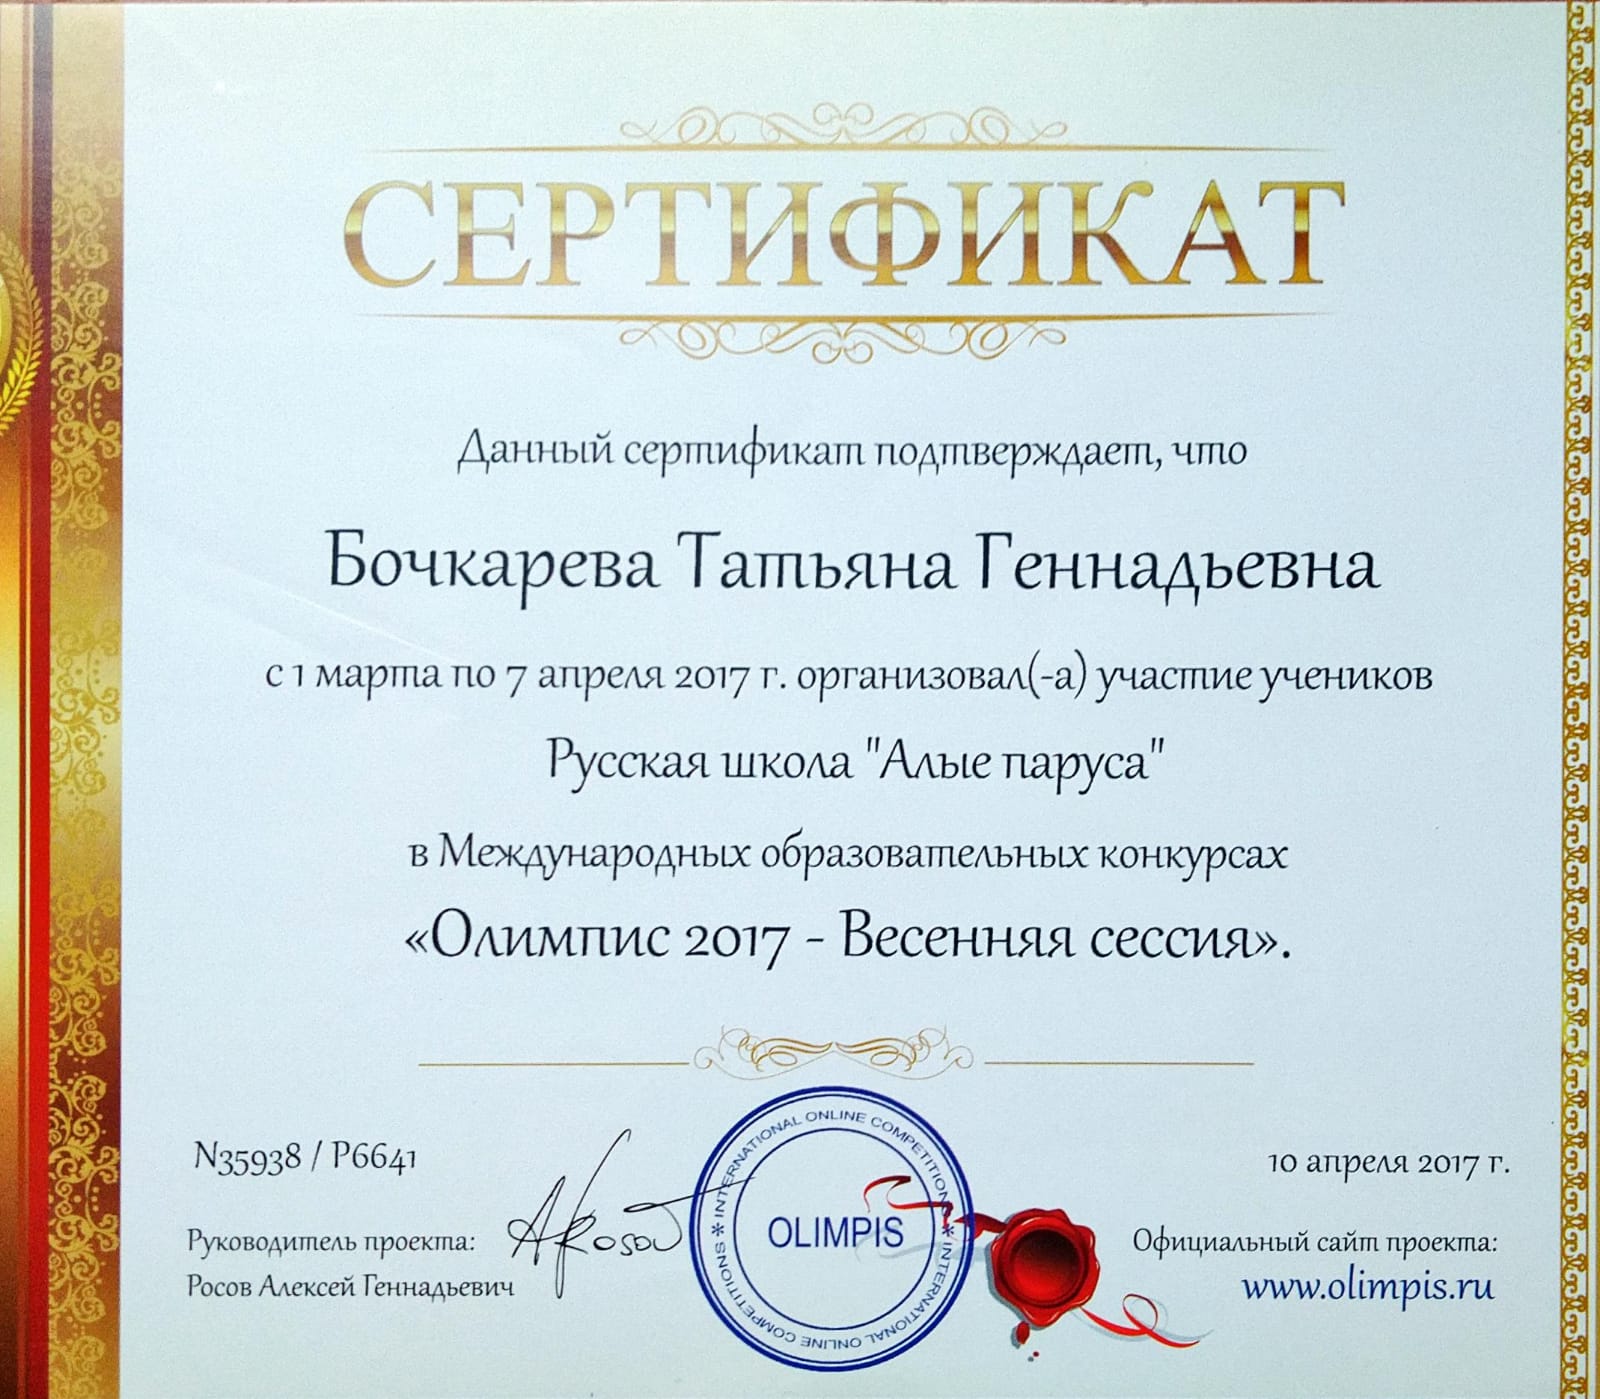 СЕРТИФИКАТ
Данный сертификат подтверждает, что
Бочкарева Татьяна Геннадьевна
с 1 марта по 7 апреля 2017 г. организовал(-а) участие учеников
Русская школа "Алые паруса"
в Международных образовательных конкурсах
«Олимпис 2017 - Весенняя сессия».
N35938 / P6641
10 апреля 2017 г.
Руководитель проекта:
Росов Алексей Геннадьевич
ARosov
INTERNATIONAL ONLINE COMPETITIONS * INTERNATIONAL ONLINE COMPETITIONS *
OLIMPIS
Официальный сайт проекта:
www.olimpis.ru